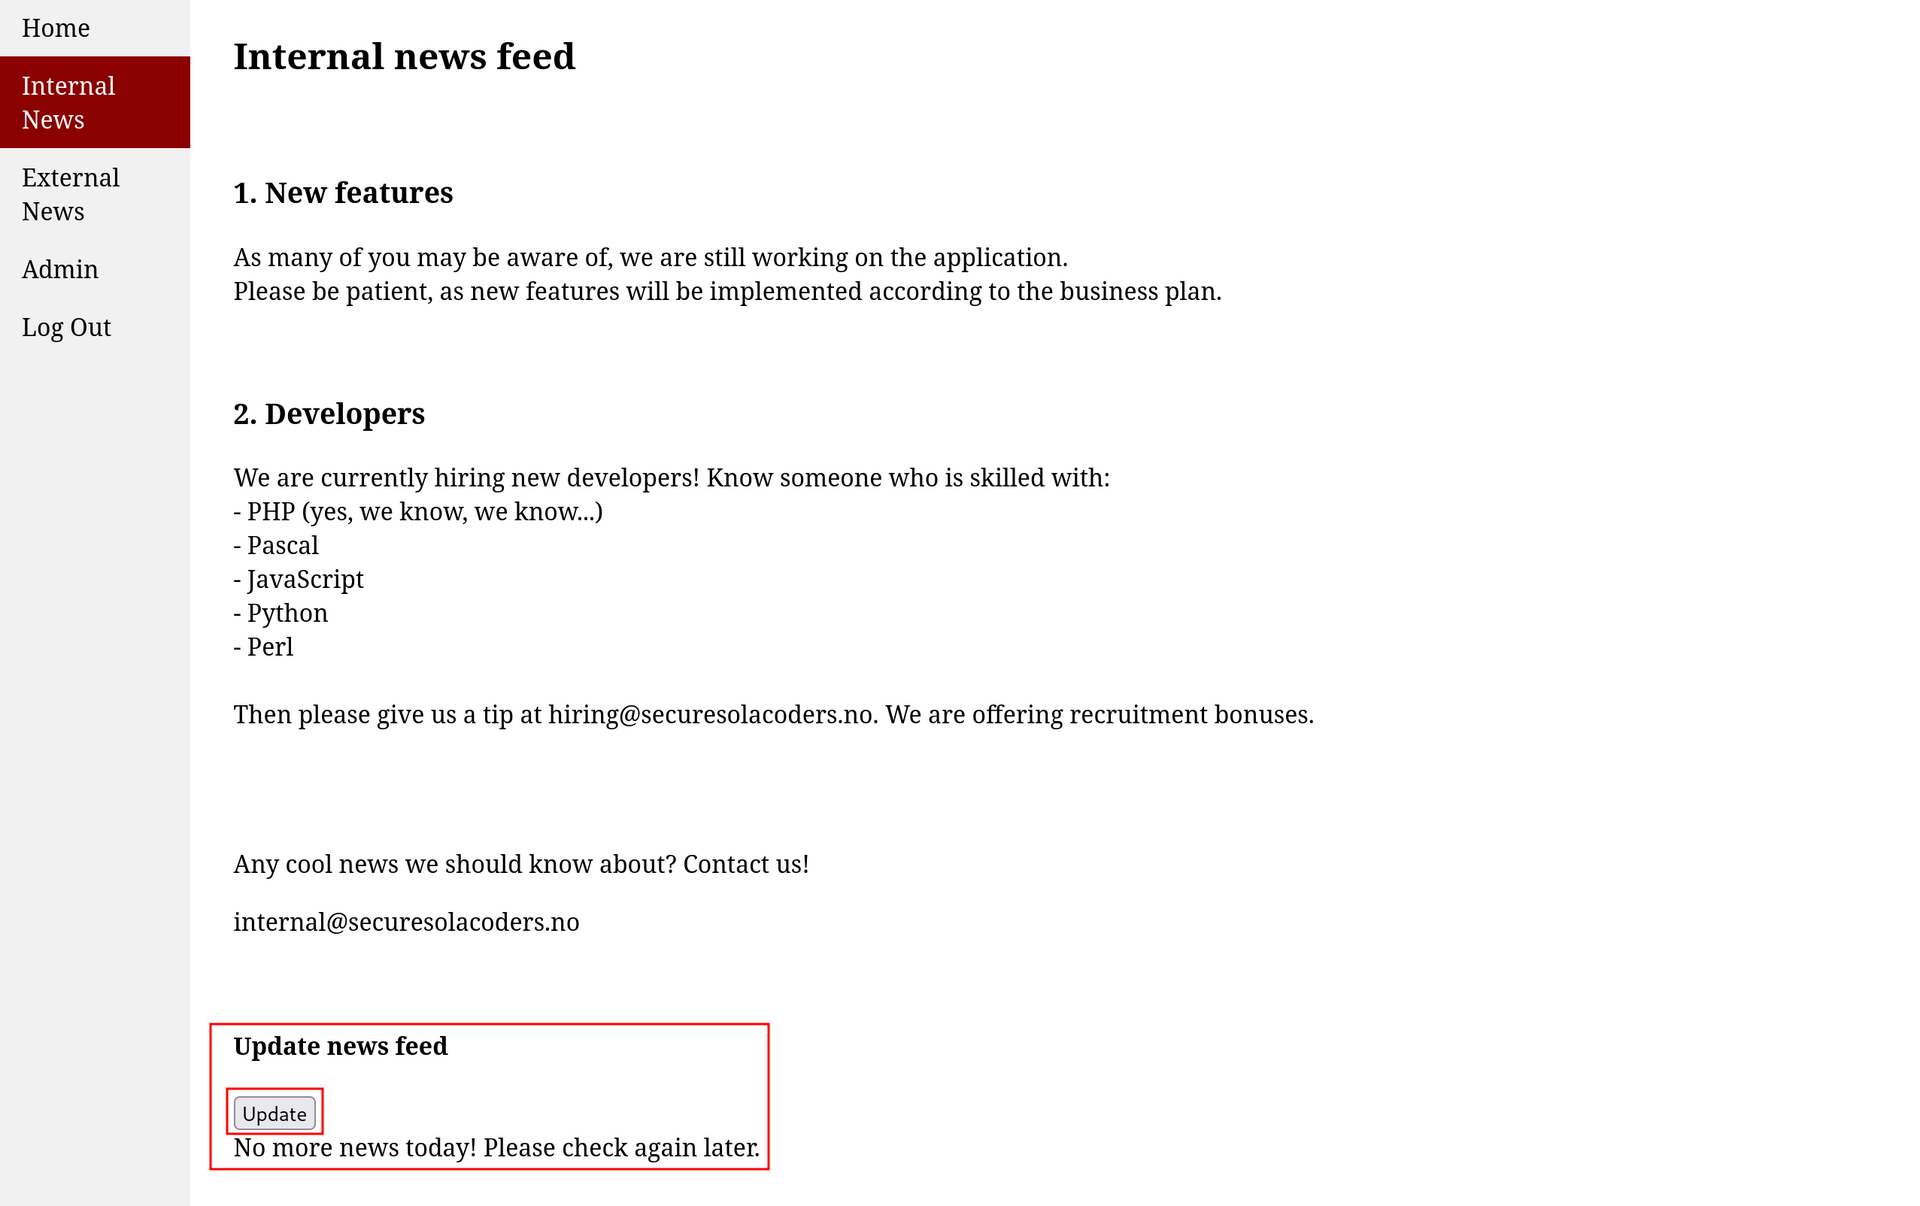 Home
Internal
News
External
News
Admin
Log Out
Internal news feed
1. New features
As many of you may be aware of, we are still working on the application.
Please be patient, as new features will be implemented according to the business plan.
2. Developers
We are currently hiring new developers! Know someone who is skilled with:
- PHP (yes, we know, we know...)
- Pascal
- JavaScript
- Python
- Perl
Then please give us a tip at hiring@securesolacoders.no. We are offering recruitment bonuses.
Any cool news we should know about? Contact us!
internal@securesolacoders.no
Update news feed
Update
No more news today! Please check again later.